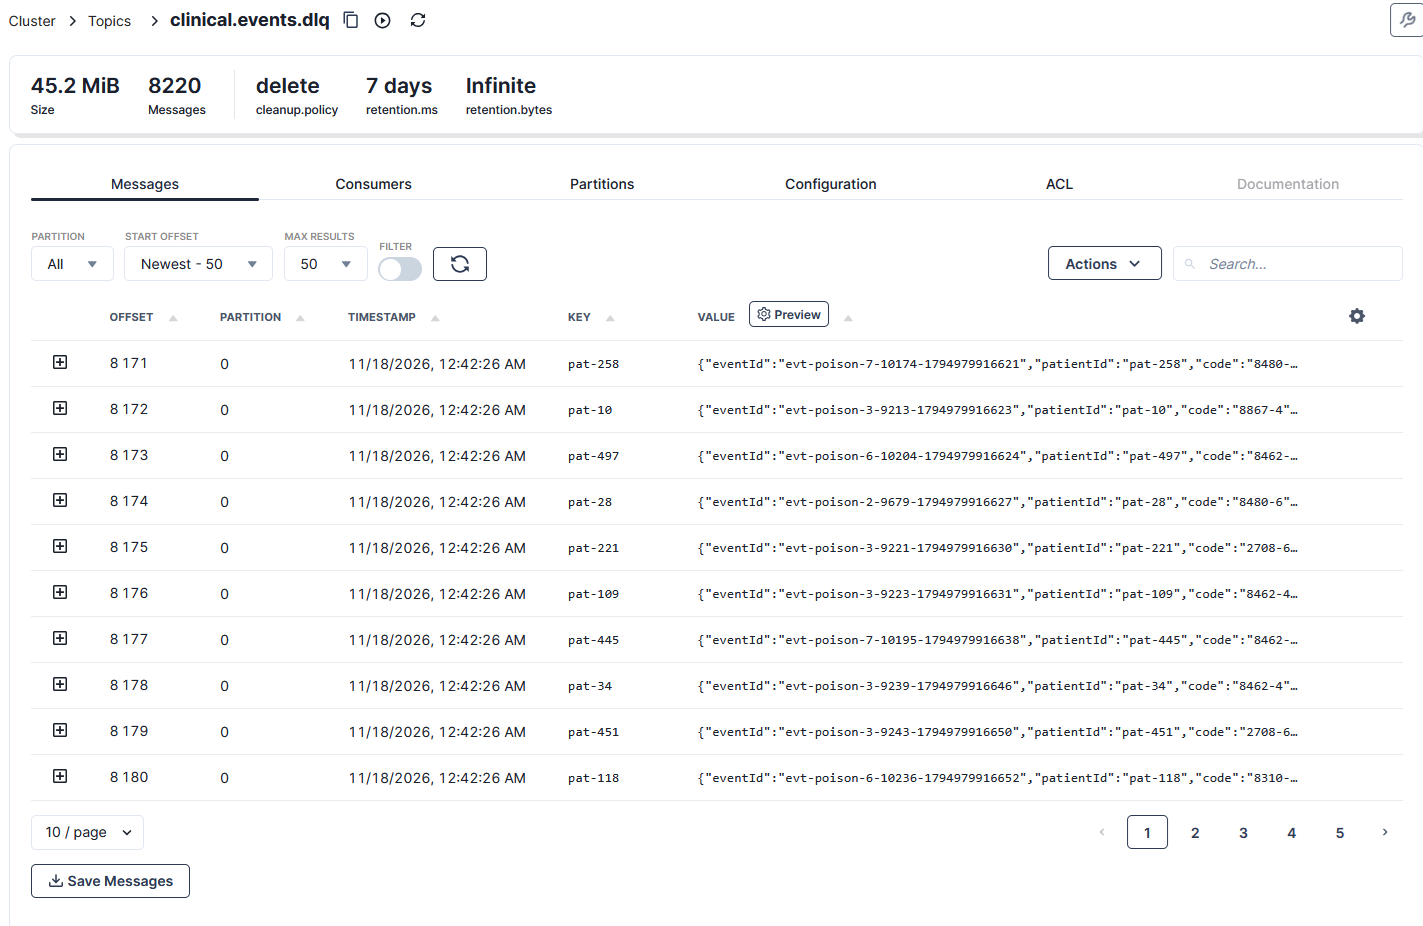 Cluster > Topics > clinical.events.dlq
45.2 MiB 8220 delete 7 days Infinite
Size Messages cleanup.policy retention.ms retention.bytes
Messages Consumers Partitions Configuration ACL Documentation
PARTITION START OFFSET MAX RESULTS FILTER
All Newest - 50 50 Actions Search...
OFFSET PARTITION TIMESTAMP KEY VALUE Preview
8 171 0 11/18/2026, 12:42:26 AM pat-258 {"eventId":"evt-poison-7-10174-1794979916621","patientId":"pat-258","code":"8480-…
8 172 0 11/18/2026, 12:42:26 AM pat-10 {"eventId":"evt-poison-3-9213-1794979916623","patientId":"pat-10","code":"8867-4"…
8 173 0 11/18/2026, 12:42:26 AM pat-497 {"eventId":"evt-poison-6-10204-1794979916624","patientId":"pat-497","code":"8462-…
8 174 0 11/18/2026, 12:42:26 AM pat-28 {"eventId":"evt-poison-2-9679-1794979916627","patientId":"pat-28","code":"8480-6"…
8 175 0 11/18/2026, 12:42:26 AM pat-221 {"eventId":"evt-poison-3-9221-1794979916630","patientId":"pat-221","code":"2708-6…
8 176 0 11/18/2026, 12:42:26 AM pat-109 {"eventId":"evt-poison-3-9223-1794979916631","patientId":"pat-109","code":"8462-4…
8 177 0 11/18/2026, 12:42:26 AM pat-445 {"eventId":"evt-poison-7-10195-1794979916638","patientId":"pat-445","code":"8462-…
8 178 0 11/18/2026, 12:42:26 AM pat-34 {"eventId":"evt-poison-3-9239-1794979916646","patientId":"pat-34","code":"8462-4"…
8 179 0 11/18/2026, 12:42:26 AM pat-451 {"eventId":"evt-poison-3-9243-1794979916650","patientId":"pat-451","code":"2708-6…
8 180 0 11/18/2026, 12:42:26 AM pat-118 {"eventId":"evt-poison-6-10236-1794979916652","patientId":"pat-118","code":"8310-…
10 / page < 1 2 3 4 5 >
Save Messages